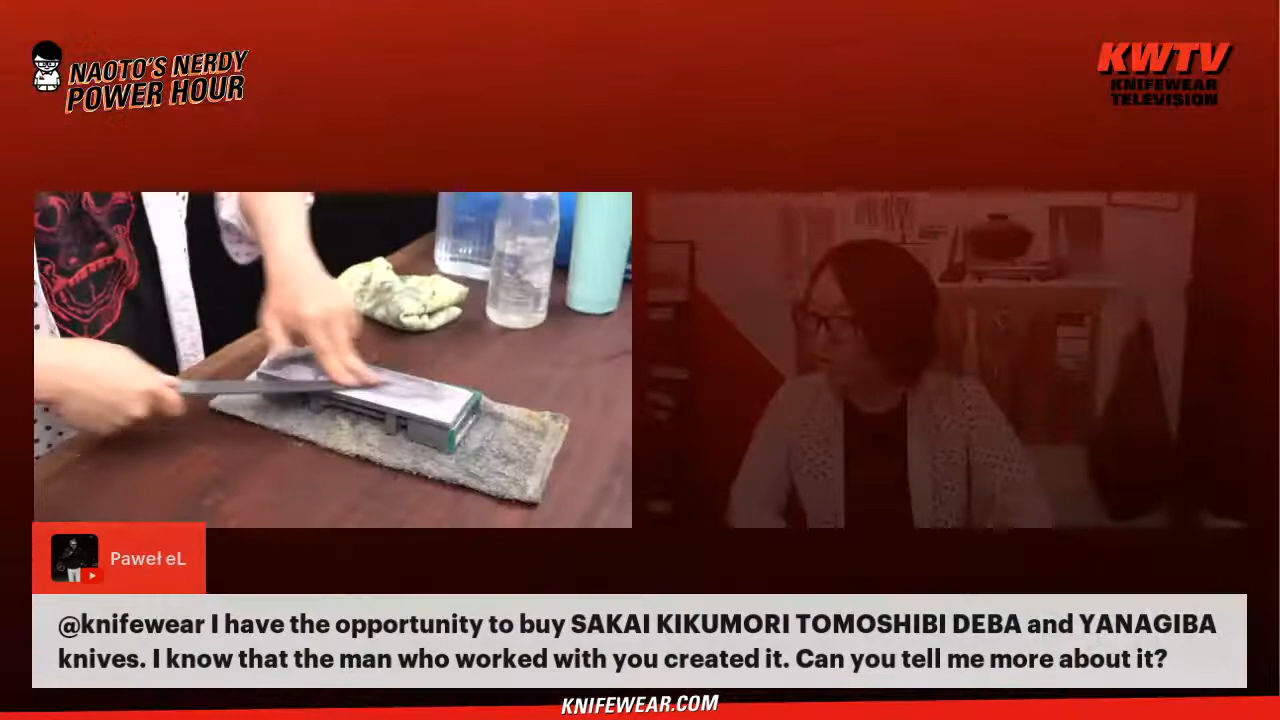 NAOTO'S NERDY
POWER HOUR
KWTV
KNIFEWEAR
TELEVISION
Paweł eL
@knifewear I have the opportunity to buy SAKAI KIKUMORI TOMOSHIBI DEBA and YANAGIBA
knives. I know that the man who worked with you created it. Can you tell me more about it?
KNIFEWEAR.COM